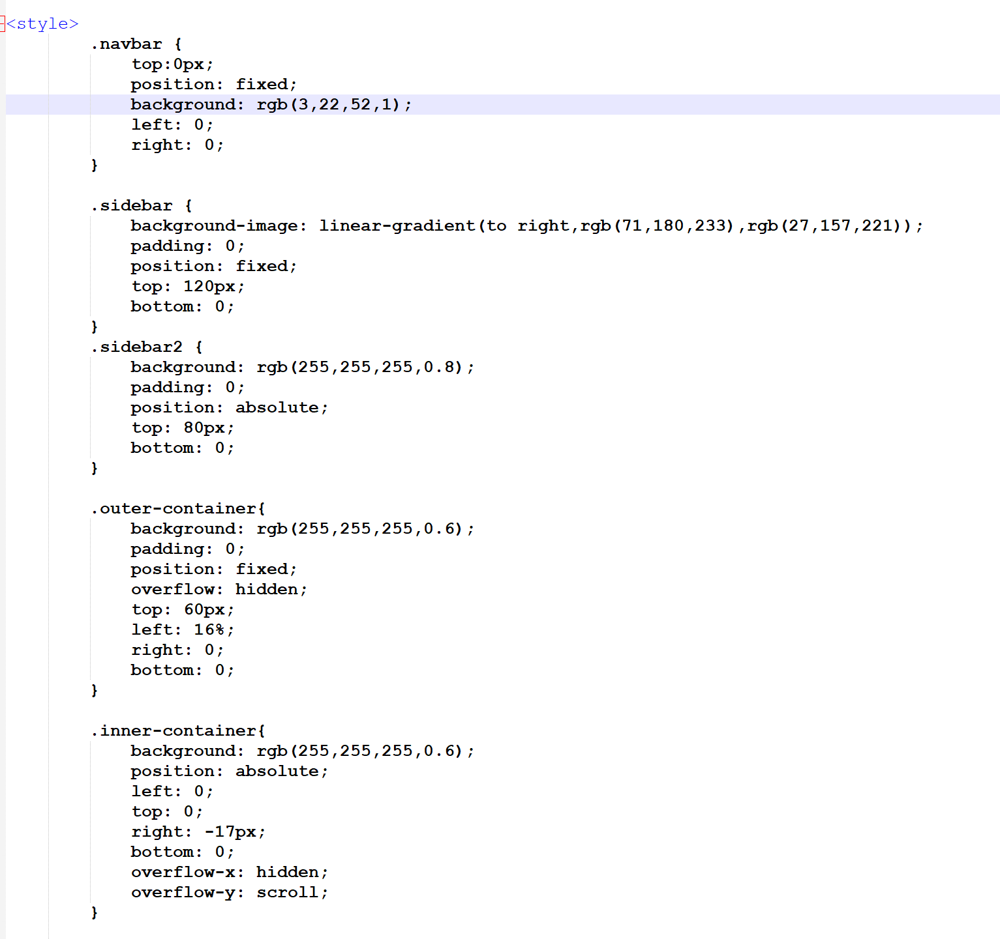 <style>
.navbar {
top:0px;
position: fixed;
background: rgb(3,22,52,1);
left: 0;
right: 0;
}
.sidebar {
background-image: linear-gradient(to right,rgb(71,180,233),rgb(27,157,221));
padding: 0;
position: fixed;
top: 120px;
bottom: 0;
}
.sidebar2 {
background: rgb(255,255,255,0.8);
padding: 0;
position: absolute;
top: 80px;
bottom: 0;
}
.outer-container{
background: rgb(255,255,255,0.6);
padding: 0;
position: fixed;
overflow: hidden;
top: 60px;
left: 16%;
right: 0;
bottom: 0;
}
.inner-container{
background: rgb(255,255,255,0.6);
position: absolute;
left: 0;
top: 0;
right: -17px;
bottom: 0;
overflow-x: hidden;
overflow-y: scroll;
}